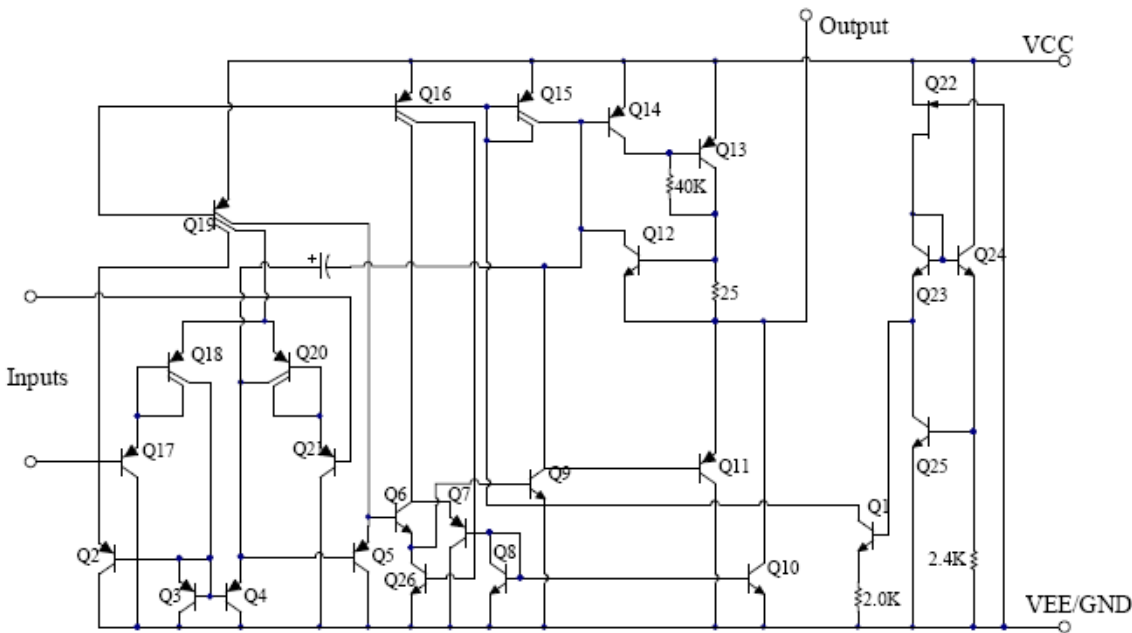 Output
VCC
Q22
Q16
Q15
Q14
Q13
40K
Q19
Q12
Q24
+
25
Q23
Q18
Q20
Inputs
Q17
Q21
Q11
Q25
Q9
Q6
Q7
Q1
Q2
Q5
Q8
Q26
Q10
2.4K
Q3
Q4
2.0K
VEE/GND